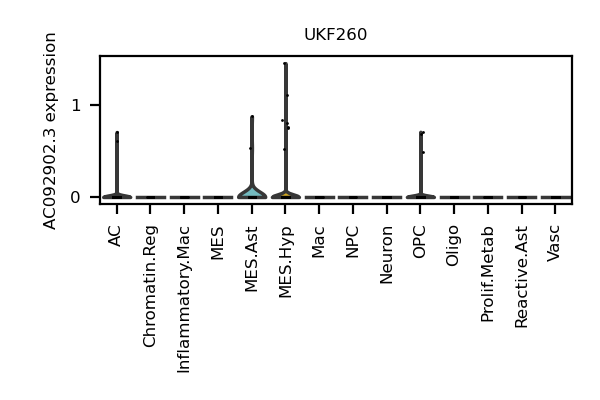 UKF260
AC092902.3 expression
1
0
AC
Chromatin.Reg
Inflammatory.Mac
MES
MES.Ast
MES.Hyp
Mac
NPC
Neuron
OPC
Oligo
Prolif.Metab
Reactive.Ast
Vasc